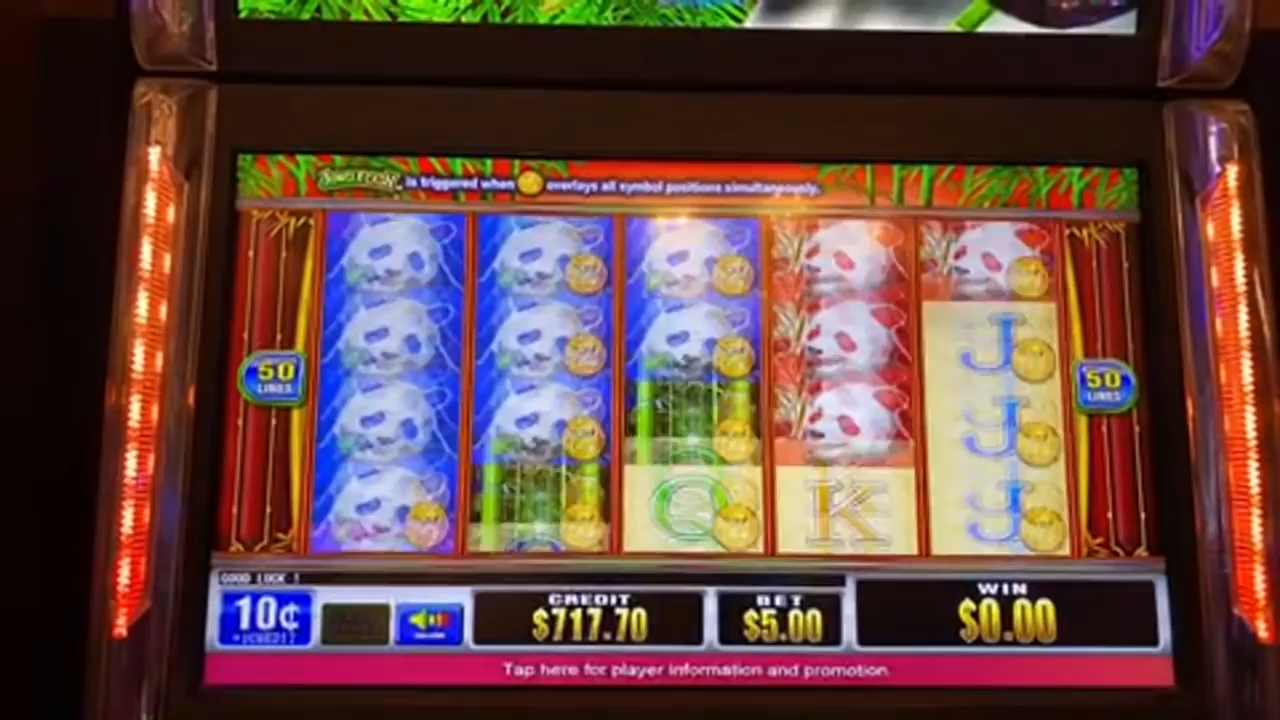 is triggered when overlays all symbol positions simultaneously.
50
LINES
50
LINES
J
J
Q
K
J
GOOD LUCK !
10¢
CREDIT
$717.70
BET
$5.00
WIN
$0.00
Tap here for player information and promotion.